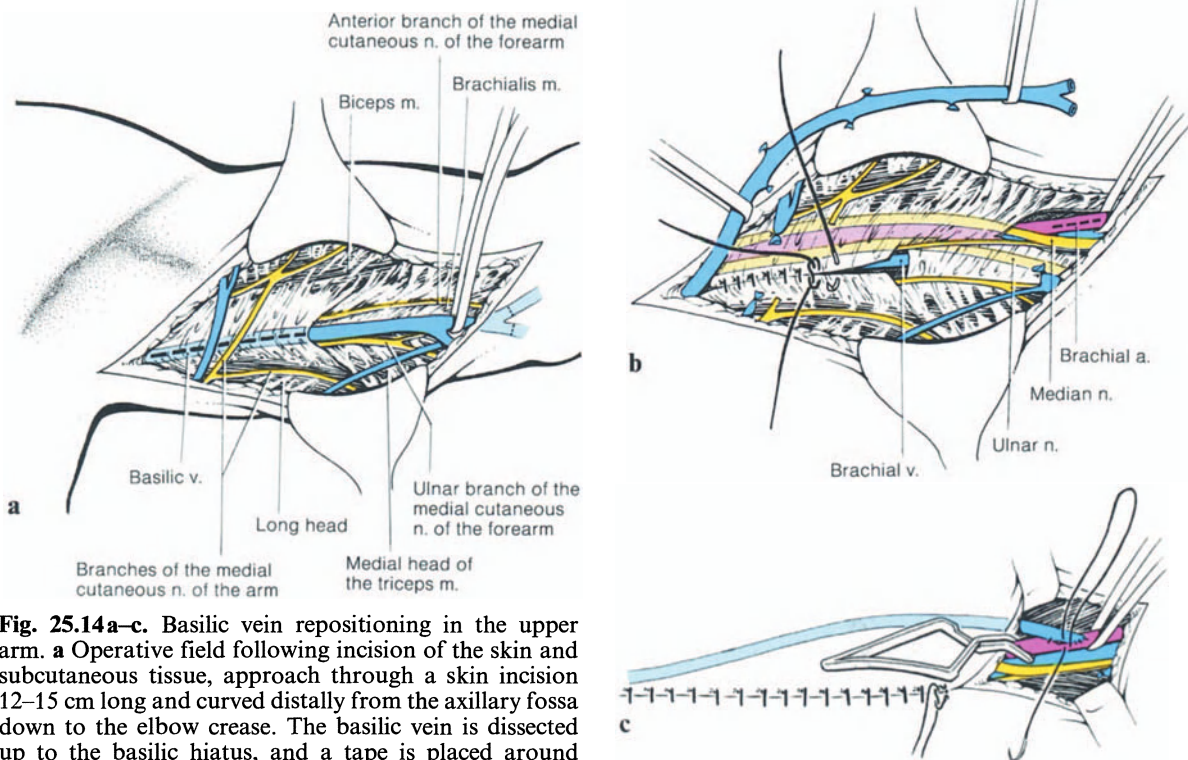 Anterior branch of the medial
cutaneous n. of the forearm
Brachialis m.
Biceps m.
Basilic v.
a
Long head
Ulnar branch of the
medial cutaneous
n. of the forearm
Branches of the medial
cutaneous n. of the arm
Medial head of
the triceps m.
b
Brachial a.
Median n.
Ulnar n.
Brachial v.
c
Fig. 25.14a–c. Basilic vein repositioning in the upper
arm. a Operative field following incision of the skin and
subcutaneous tissue, approach through a skin incision
12–15 cm long and curved distally from the axillary fossa
down to the elbow crease. The basilic vein is dissected
up to the basilic hiatus, and a tape is placed around